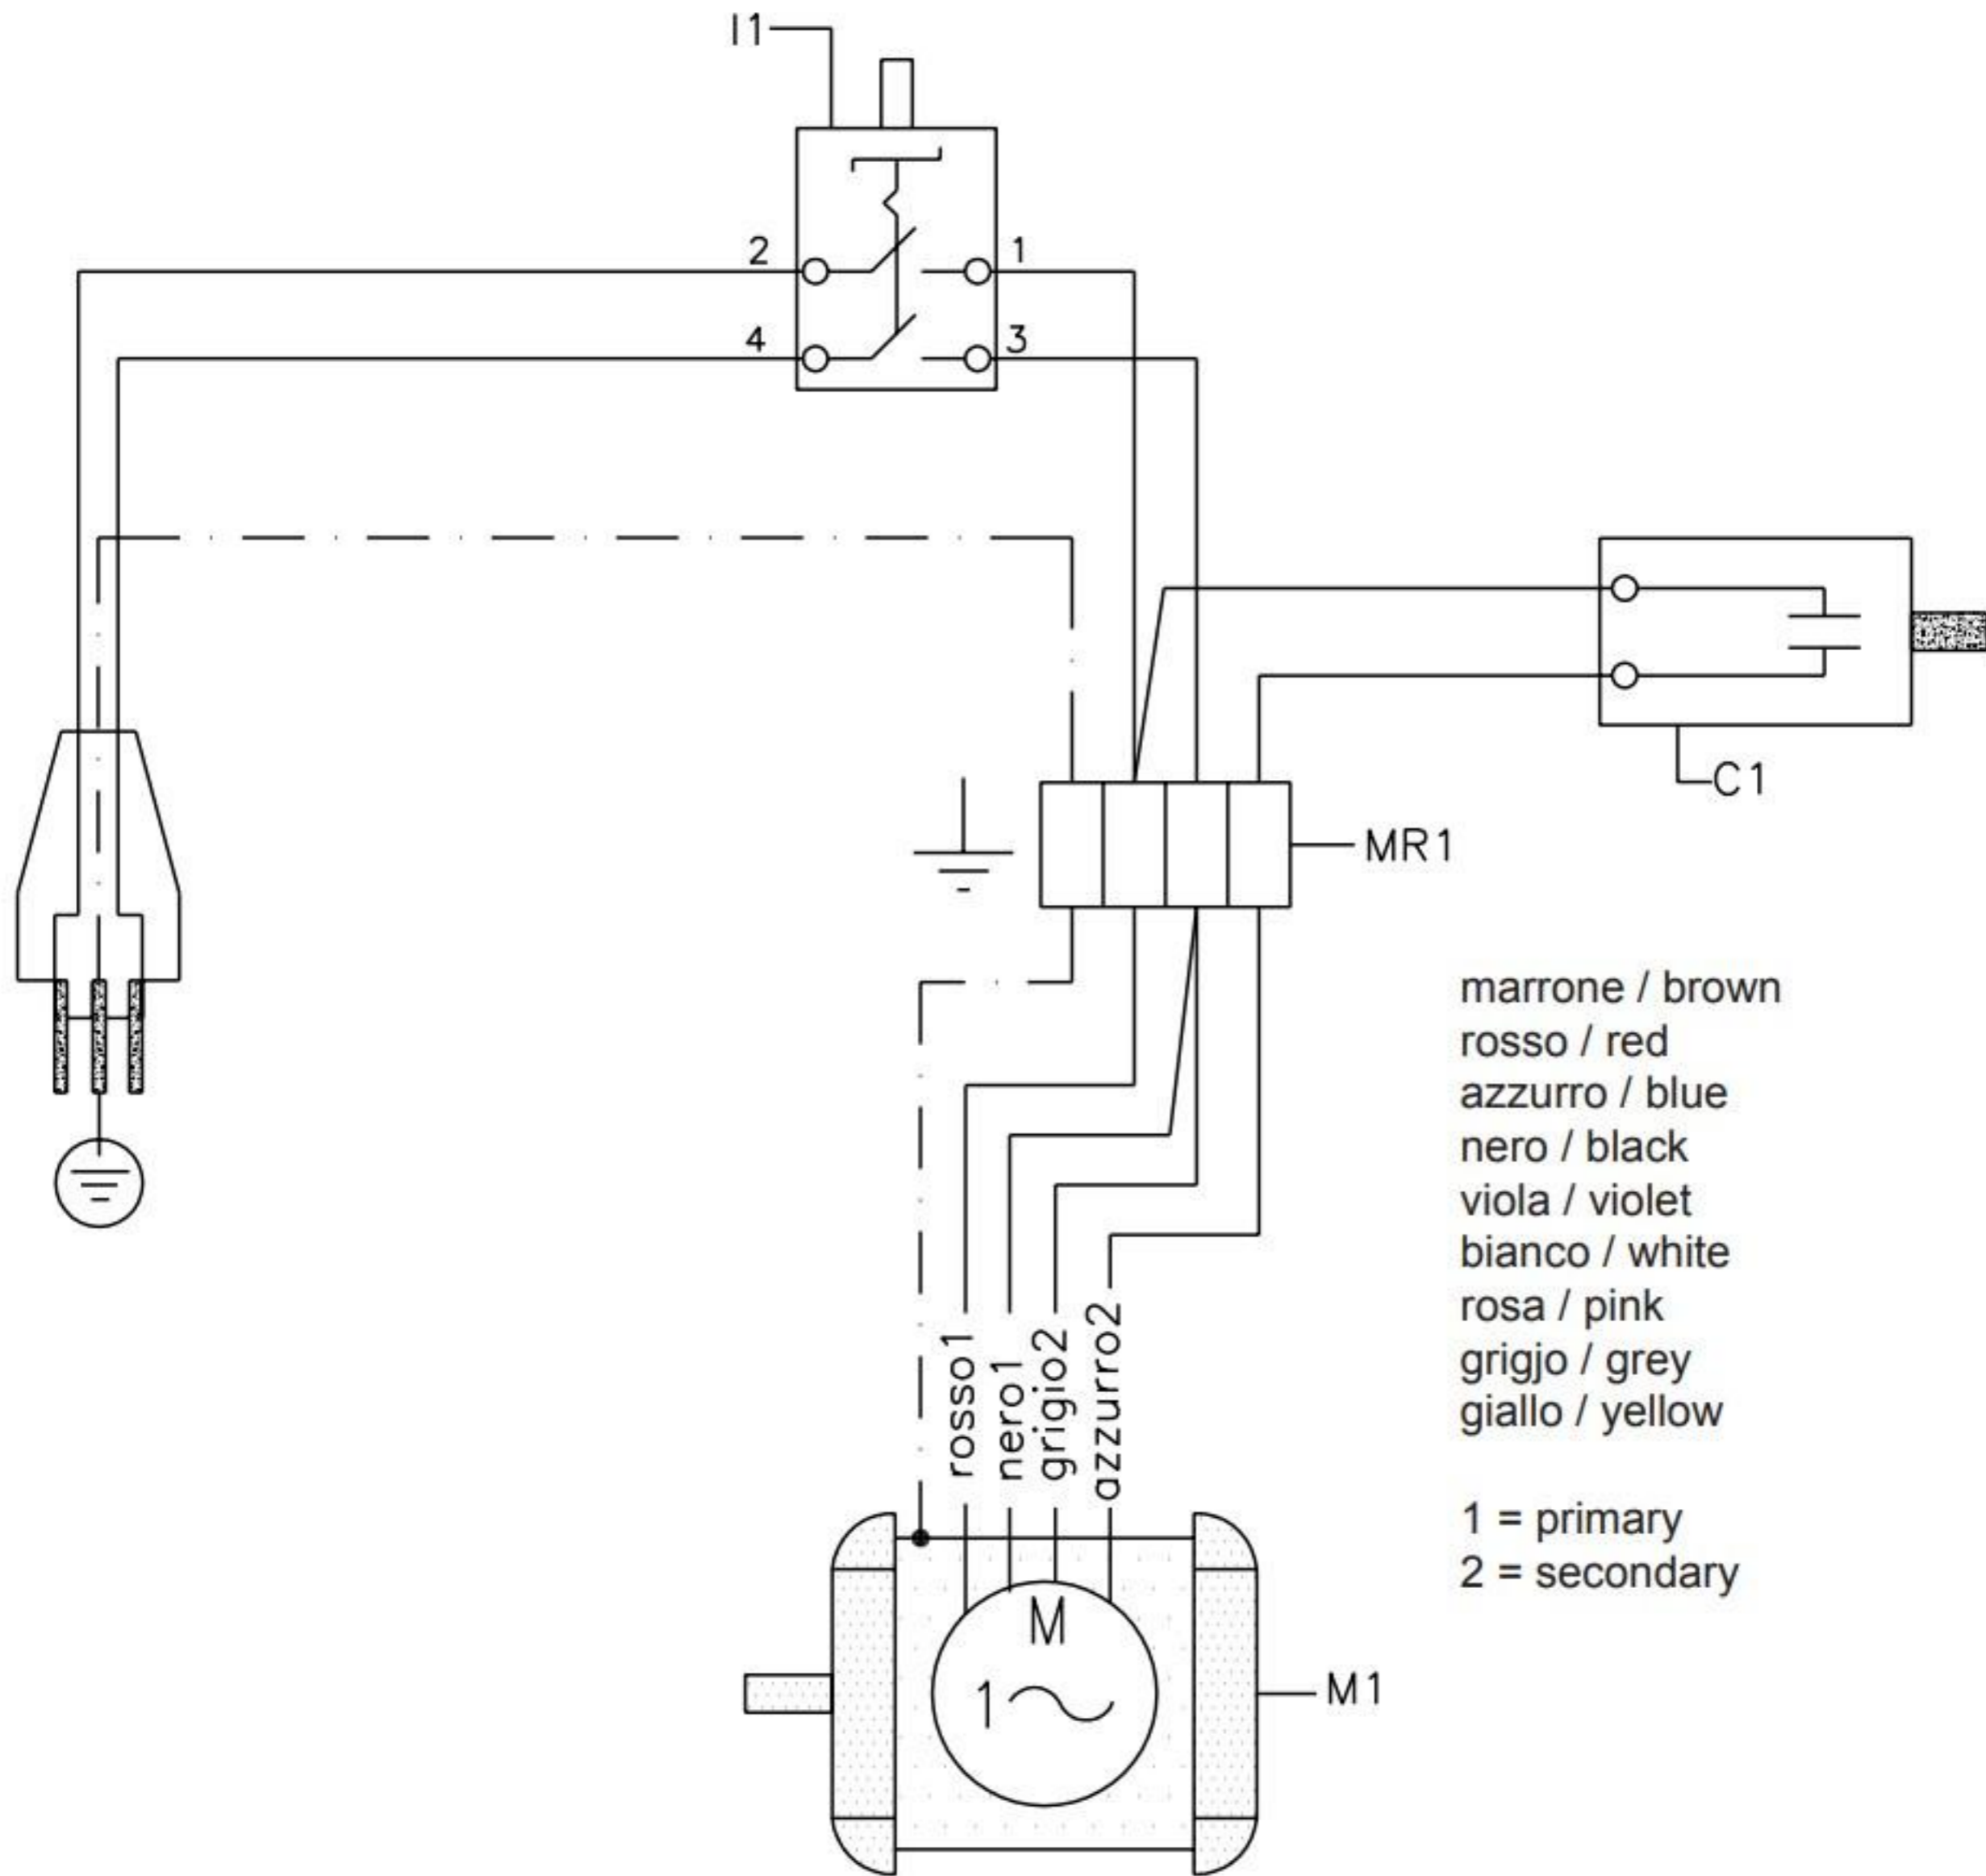 I1
2
1
4
3
C1
MR1
marrone / brown
rosso / red
azzurro / blue
nero / black
viola / violet
bianco / white
rosa / pink
grigjo / grey
giallo / yellow
1 = primary
2 = secondary
rosso1
nero1
grigio2
azzurro2
M
1
M1